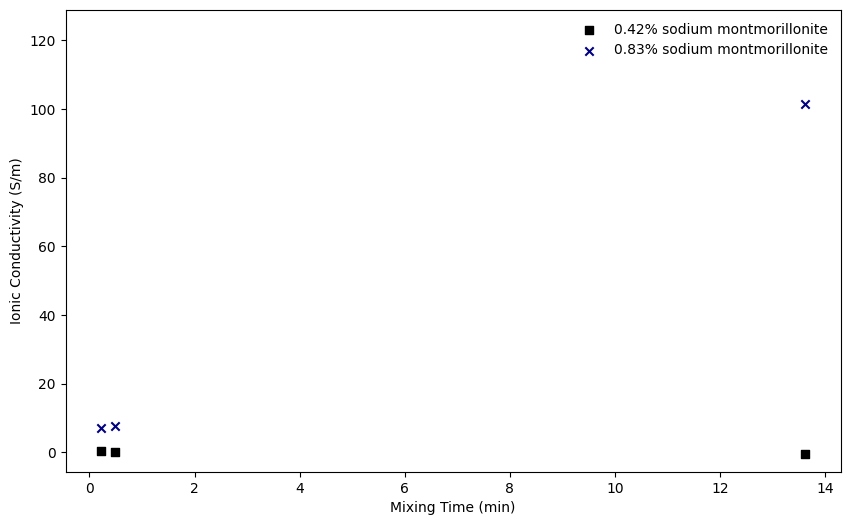 0.42% sodium montmorillonite
0.83% sodium montmorillonite
120
100
80
60
40
20
0
Ionic Conductivity (S/m)
0 2 4 6 8 10 12 14
Mixing Time (min)